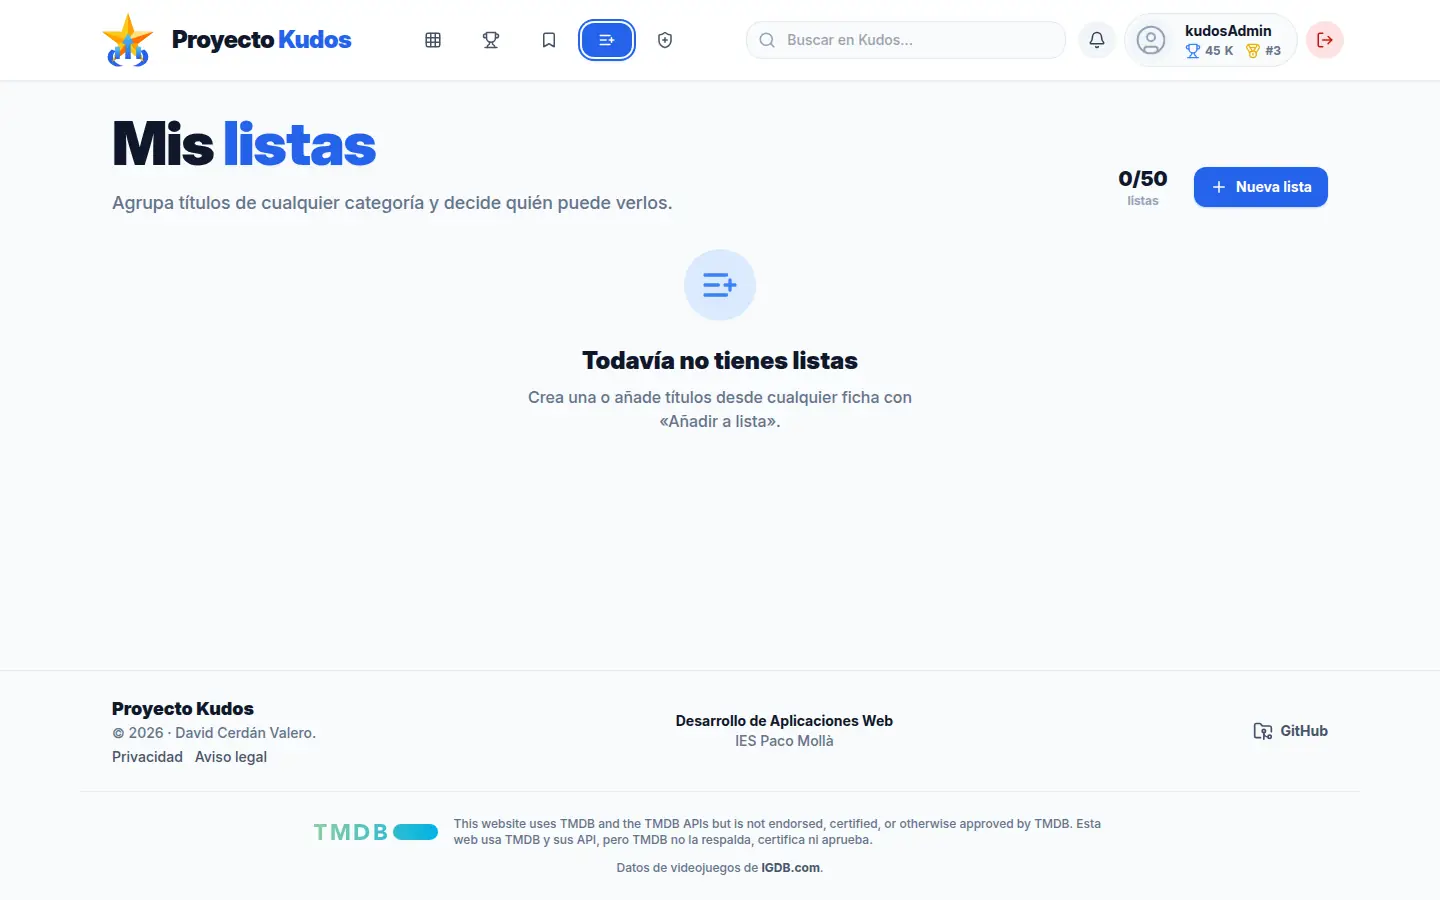 Proyecto Kudos
Buscar en Kudos...
kudosAdmin
45 K #3
Mis listas
Agrupa títulos de cualquier categoría y decide quién puede verlos.
0/50
listas
Nueva lista
Todavía no tienes listas
Crea una o añade títulos desde cualquier ficha con
«Añadir a lista».
Proyecto Kudos
© 2026 · David Cerdán Valero.
Privacidad Aviso legal
Desarrollo de Aplicaciones Web
IES Paco Mollà
GitHub
TMDB
This website uses TMDB and the TMDB APIs but is not endorsed, certified, or otherwise approved by TMDB. Esta
web usa TMDB y sus API, pero TMDB no la respalda, certifica ni aprueba.
Datos de videojuegos de IGDB.com.